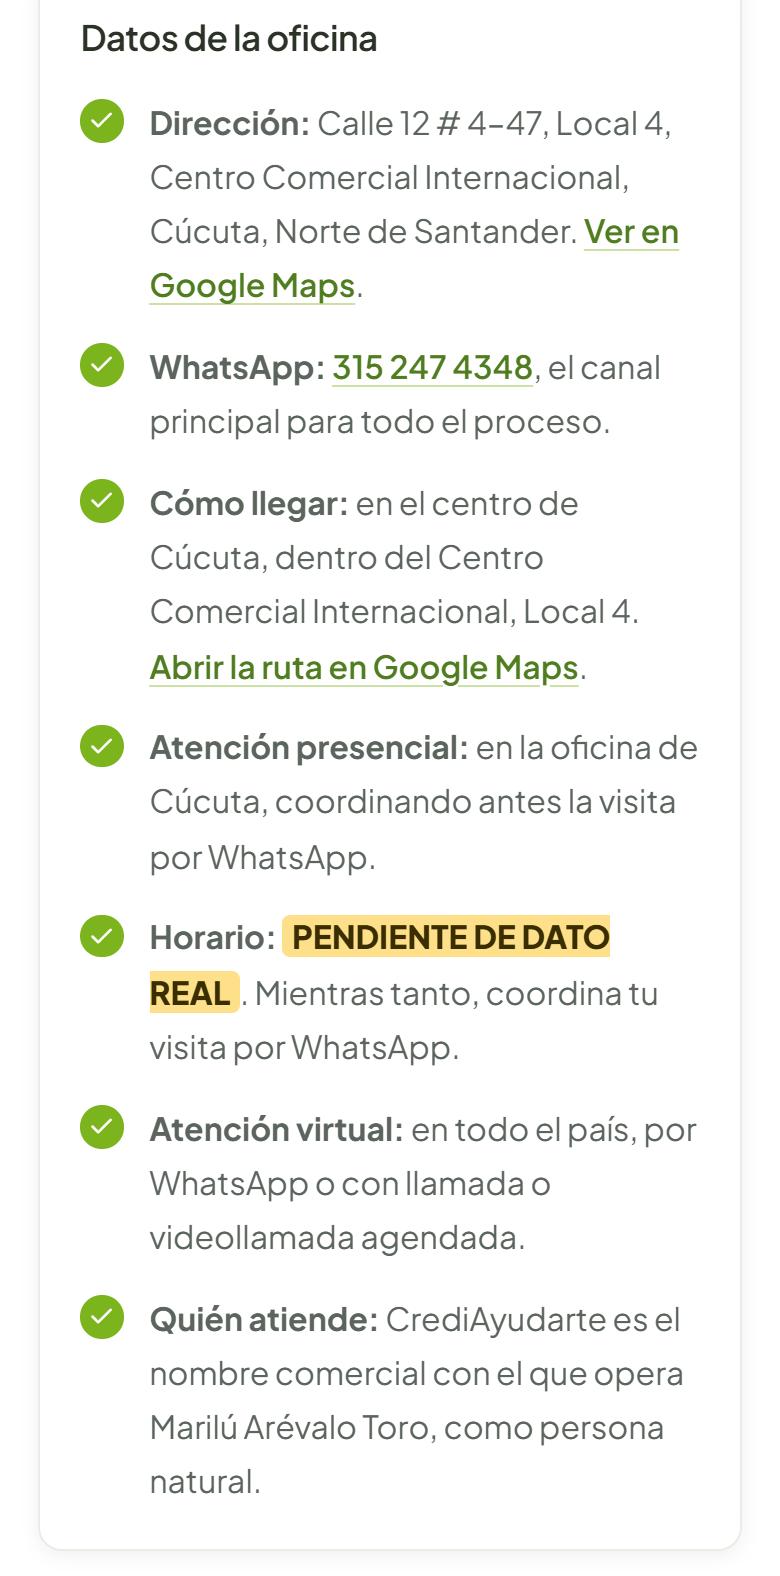 Datos de la oficina
Dirección: Calle 12 # 4–47, Local 4,
Centro Comercial Internacional,
Cúcuta, Norte de Santander. Ver en
Google Maps.
WhatsApp: 315 247 4348, el canal
principal para todo el proceso.
Cómo llegar: en el centro de
Cúcuta, dentro del Centro
Comercial Internacional, Local 4.
Abrir la ruta en Google Maps.
Atención presencial: en la oficina de
Cúcuta, coordinando antes la visita
por WhatsApp.
Horario: PENDIENTE DE DATO
REAL . Mientras tanto, coordina tu
visita por WhatsApp.
Atención virtual: en todo el país, por
WhatsApp o con llamada o
videollamada agendada.
Quién atiende: CrediAyudarte es el
nombre comercial con el que opera
Marilú Arévalo Toro, como persona
natural.